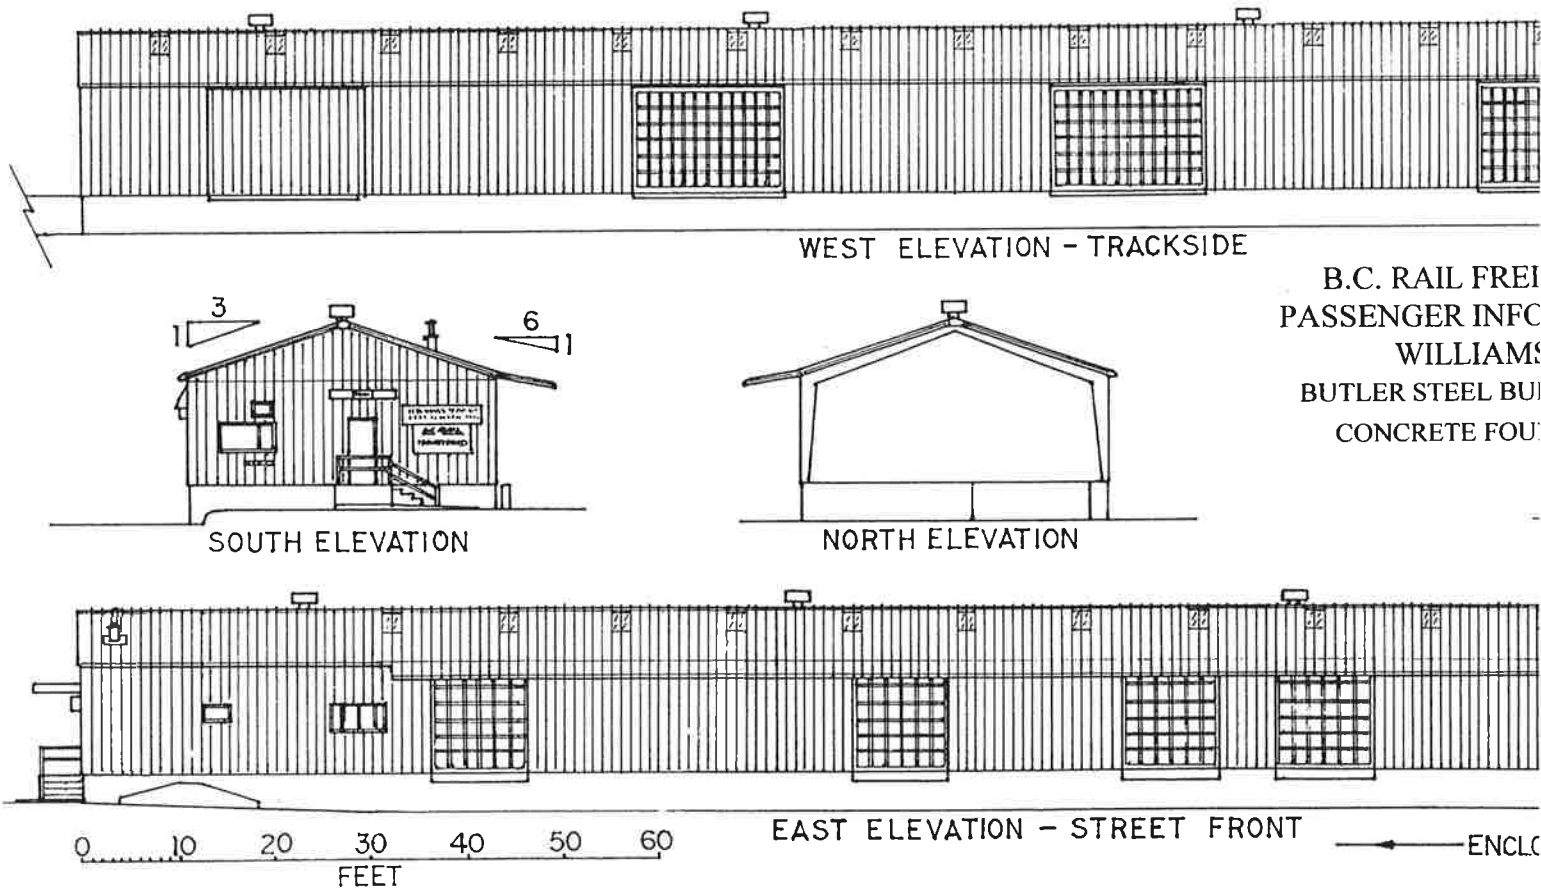 WEST ELEVATION - TRACKSIDE
B.C. RAIL FREI
PASSENGER INFO
WILLIAMS
BUTLER STEEL BUI
CONCRETE FOU
3
1
6
1
SOUTH ELEVATION
NORTH ELEVATION
EAST ELEVATION - STREET FRONT
ENCLO
0 10 20 30 40 50 60
FEET